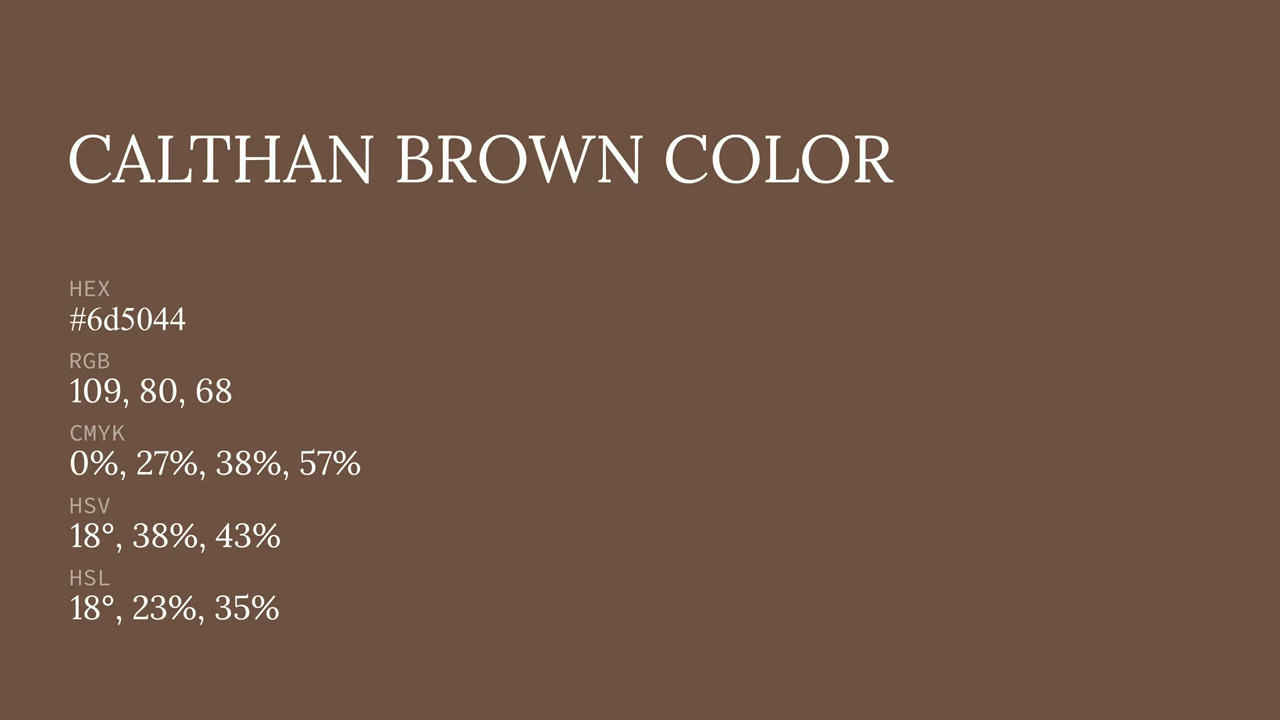 CALTHAN BROWN COLOR
HEX
#6d5044
RGB
109, 80, 68
CMYK
0%, 27%, 38%, 57%
HSV
18°, 38%, 43%
HSL
18°, 23%, 35%